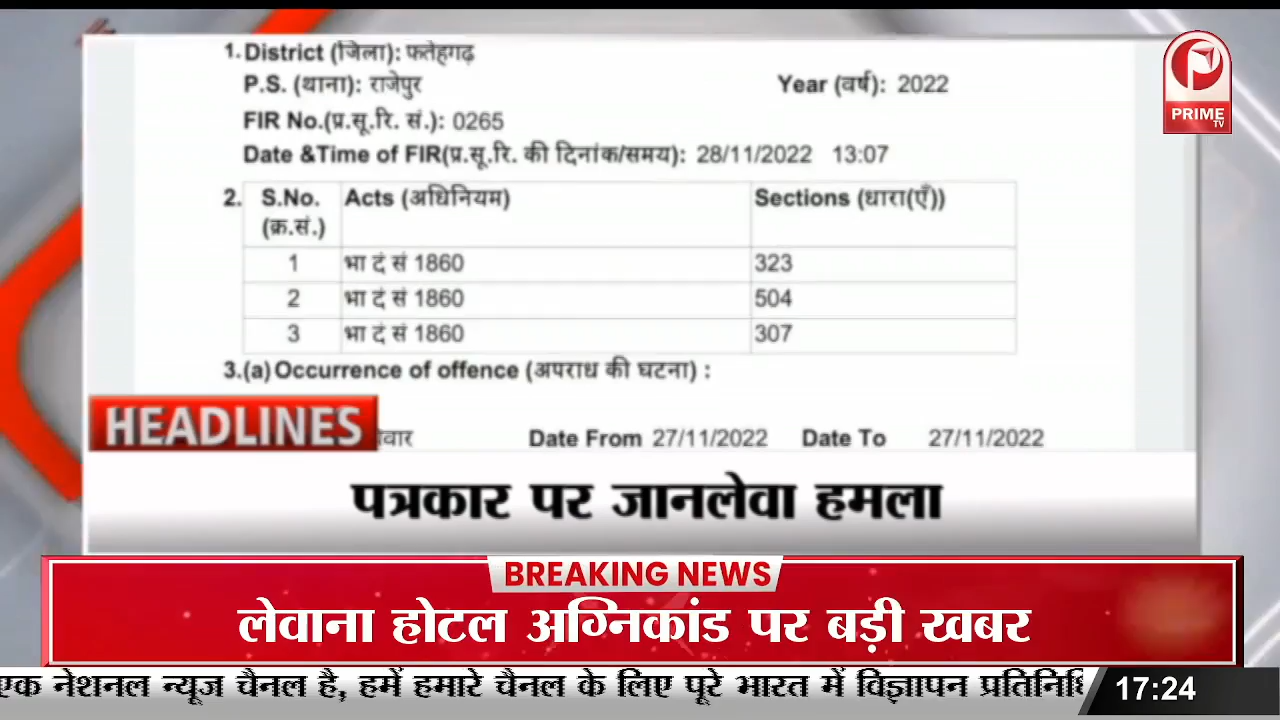 1. District (जिला): फतेहगढ़
P.S. (थाना): राजेपुर
Year (वर्ष): 2022
FIR No.(प्र.सू.रि. सं.): 0265
Date &Time of FIR(प्र.सू.रि. की दिनांक/समय): 28/11/2022 13:07
2. S.No. (क्र.सं.) Acts (अधिनियम) Sections (धारा(एँ))
1 भा दं सं 1860 323
2 भा दं सं 1860 504
3 भा दं सं 1860 307
3.(a) Occurrence of offence (अपराध की घटना) :
Date From 27/11/2022 Date To 27/11/2022
PRIME TV
HEADLINES
पत्रकार पर जानलेवा हमला
BREAKING NEWS
लेवाना होटल अग्निकांड पर बड़ी खबर
एक नेशनल न्यूज चैनल है, हमें हमारे चैनल के लिए पूरे भारत में विज्ञापन
17:24